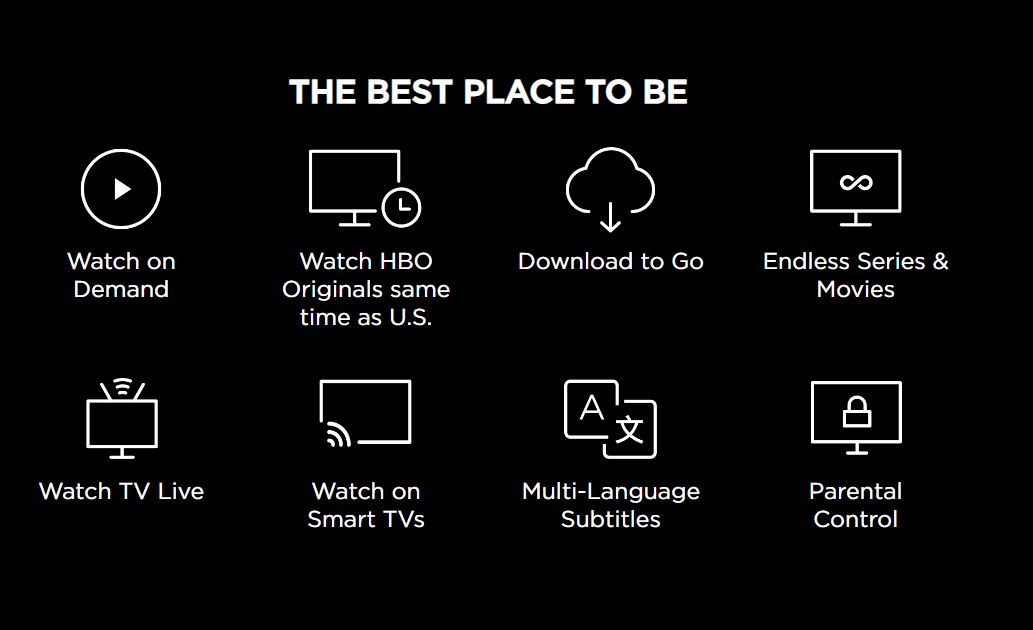 THE BEST PLACE TO BE
Watch on
Demand
Watch HBO
Originals same
time as U.S.
Download to Go
Endless Series &
Movies
Watch TV Live
Watch on
Smart TVs
A
文
Multi-Language
Subtitles
Parental
Control